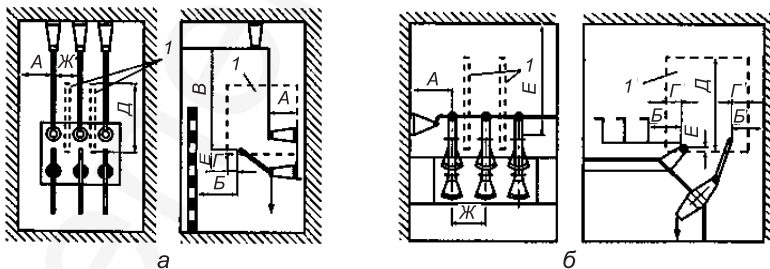 А Ж 1
Д
1
В
А
Е Г
Б
А
1
Е
Ж
1
Д
Г Г
Б Б
Е
а
б